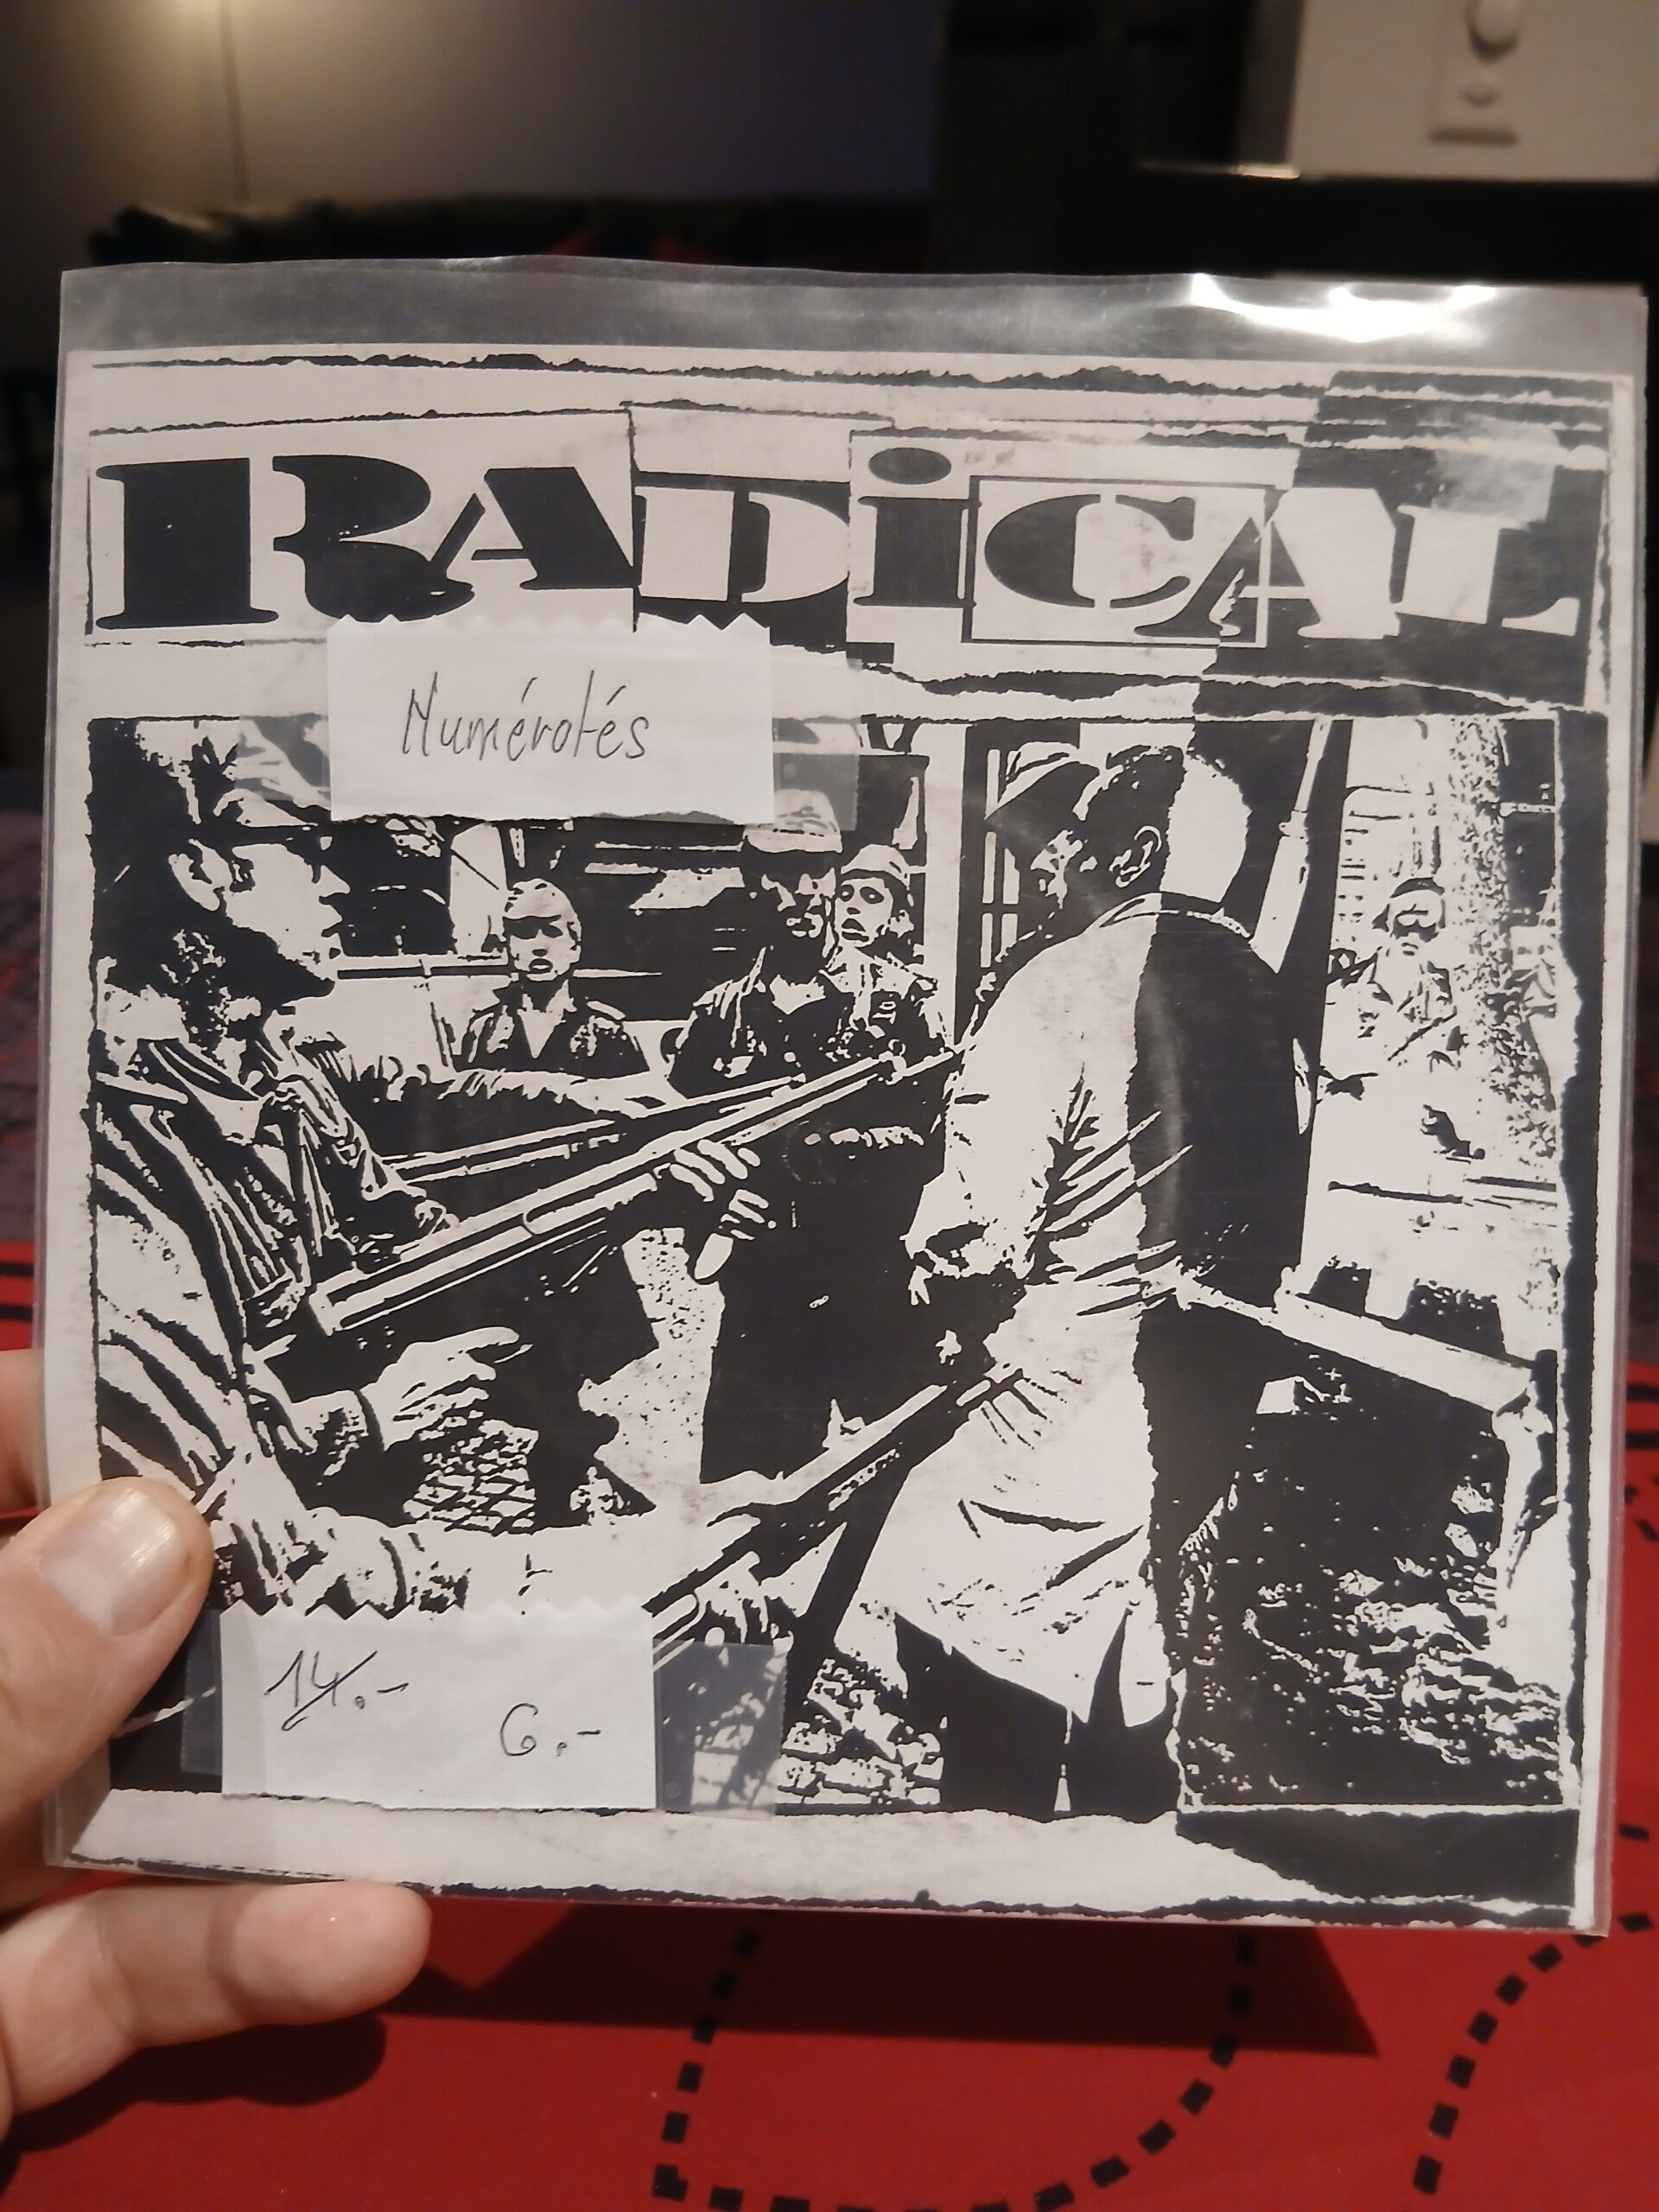 RADiCAL
Numérotés
14.-
6.-